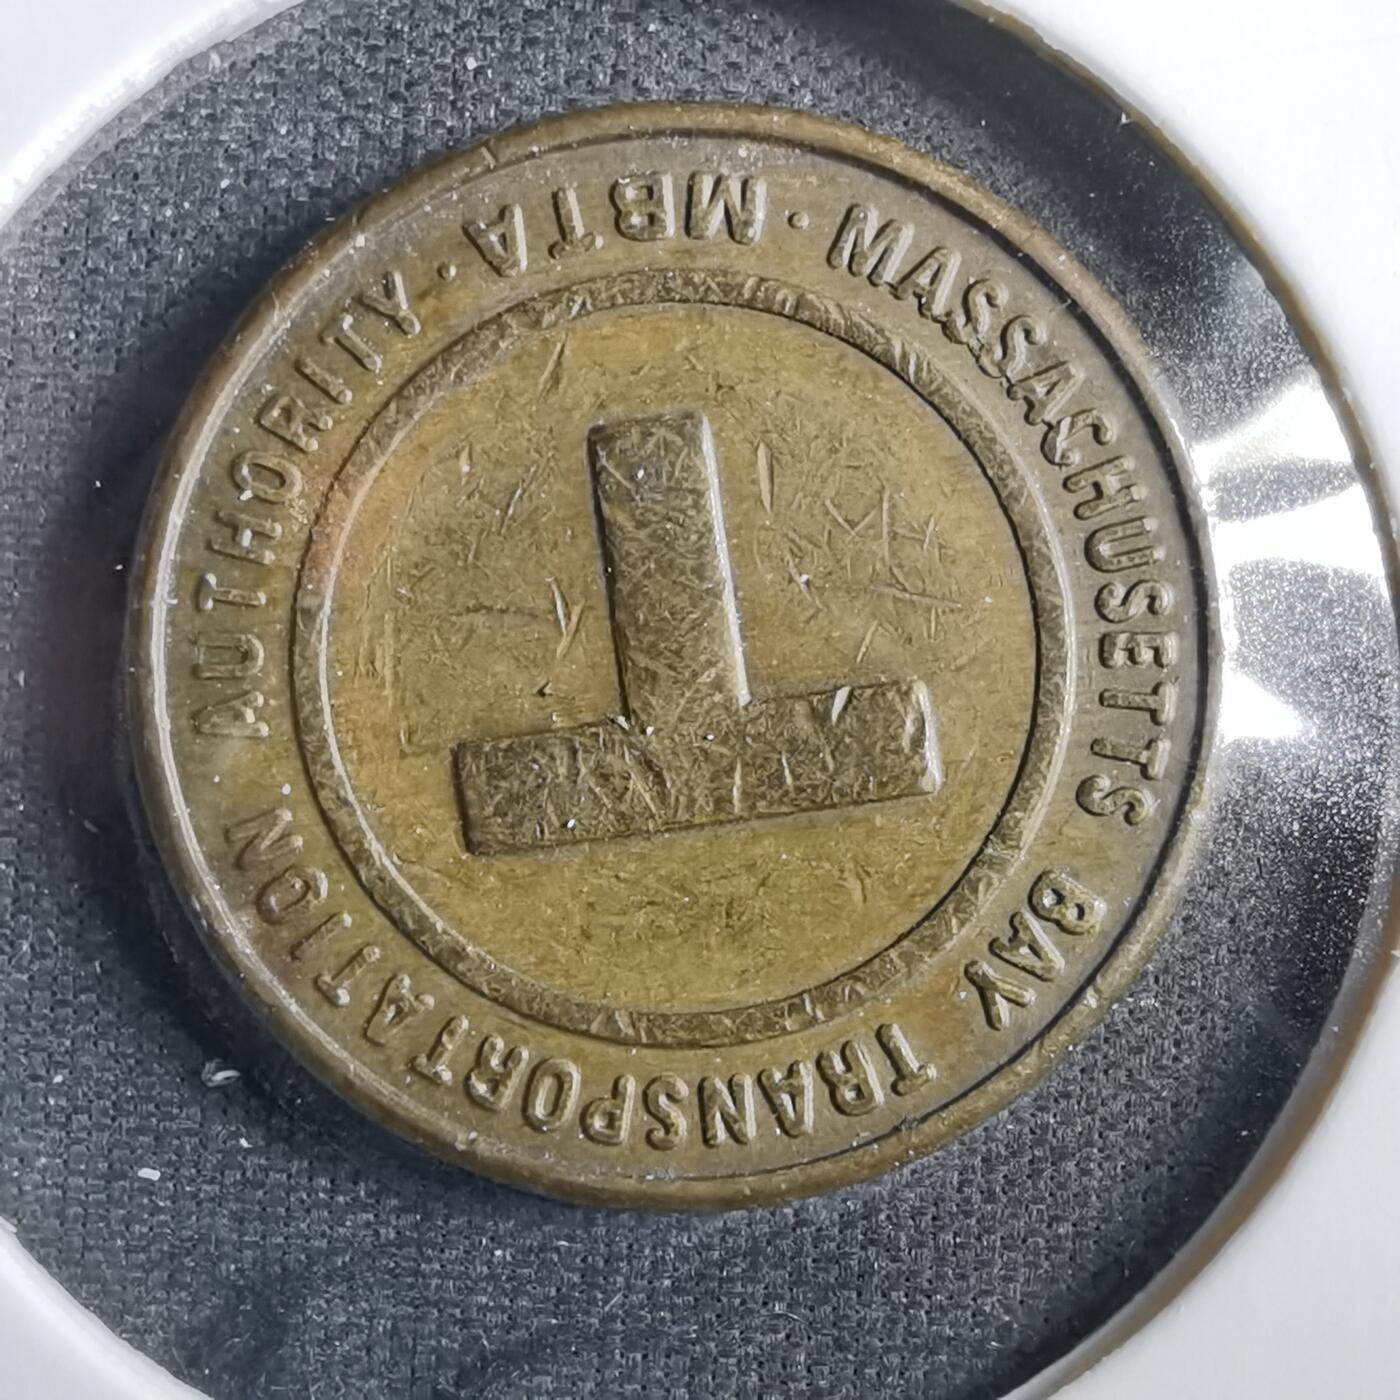 MASSACHUSETTS BAY TRANSPORTATION AUTHORITY · MBTA ·
T